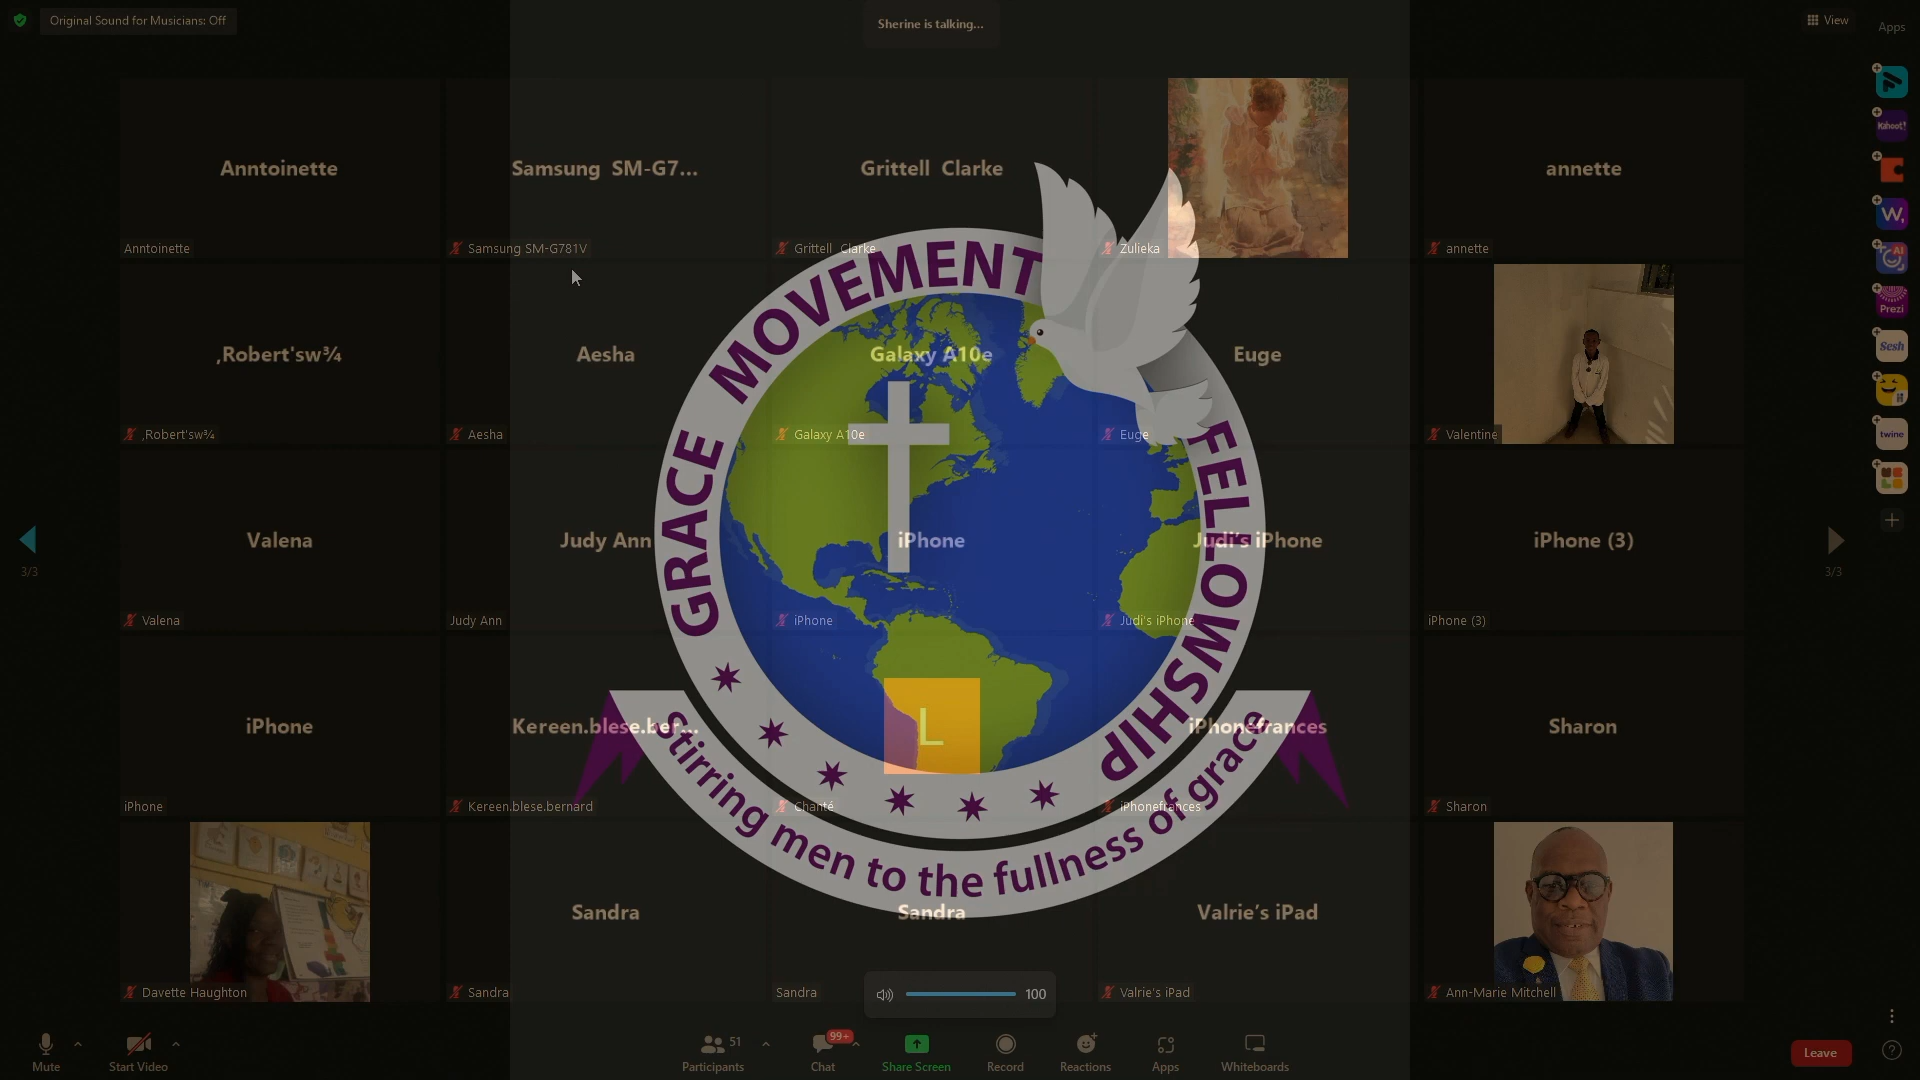 Original Sound for Musicians: Off
Sherine is talking...
View
Apps
Anntoinette
Anntoinette
Samsung SM-G7...
Samsung SM-G781V
Grittell Clarke
Grittell Clarke
Zulieka
annette
annette
Kahoot!
W,
AI
Prezi
Sesh
twine
,Robert'sw¾
,Robert'sw¾
Aesha
Aesha
Galaxy A10e
Galaxy A10e
Euge
Euge
Valentine
Valena
Valena
Judy Ann
Judy Ann
iPhone
iPhone
Judi's iPhone
Judi's iPhone
iPhone (3)
iPhone (3)
3/3
3/3
iPhone
iPhone
Kereen.blese.ber...
Kereen.blese.bernard
L
Chanté
iPhonefrances
iPhonefrances
Sharon
Sharon
Davette Haughton
Sandra
Sandra
Sandra
Sandra
Valrie’s iPad
Valrie's iPad
Ann-Marie Mitchell
GRACE MOVEMENT FELLOWSHIP
Stirring men to the fullness of grace
100
Mute
Start Video
51
Participants
99+
Chat
Share Screen
Record
Reactions
Apps
Whiteboards
Leave